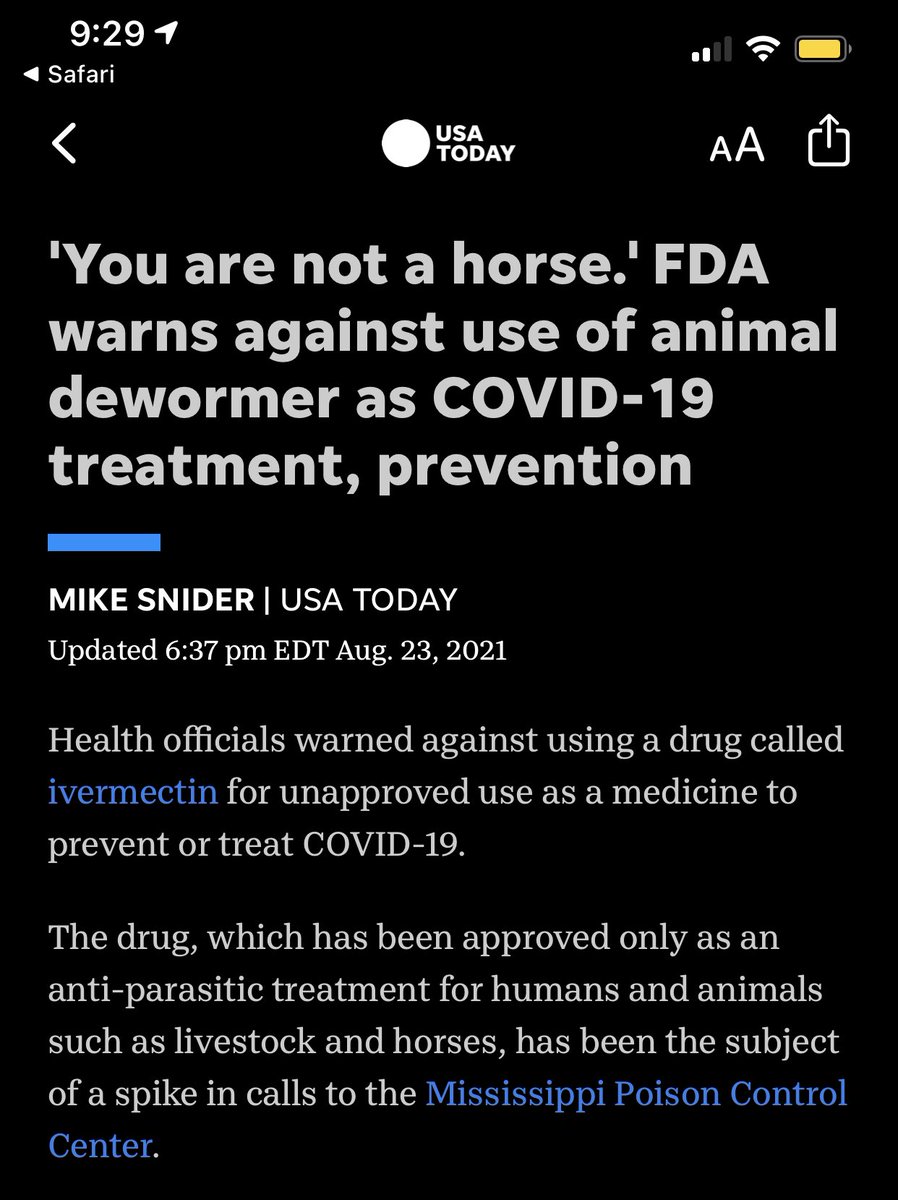 9:29
◀ Safari
USA
TODAY
AA
'You are not a horse.' FDA
warns against use of animal
dewormer as COVID-19
treatment, prevention
MIKE SNIDER | USA TODAY
Updated 6:37 pm EDT Aug. 23, 2021
Health officials warned against using a drug called
ivermectin for unapproved use as a medicine to
prevent or treat COVID-19.
The drug, which has been approved only as an
anti-parasitic treatment for humans and animals
such as livestock and horses, has been the subject
of a spike in calls to the Mississippi Poison Control
Center.